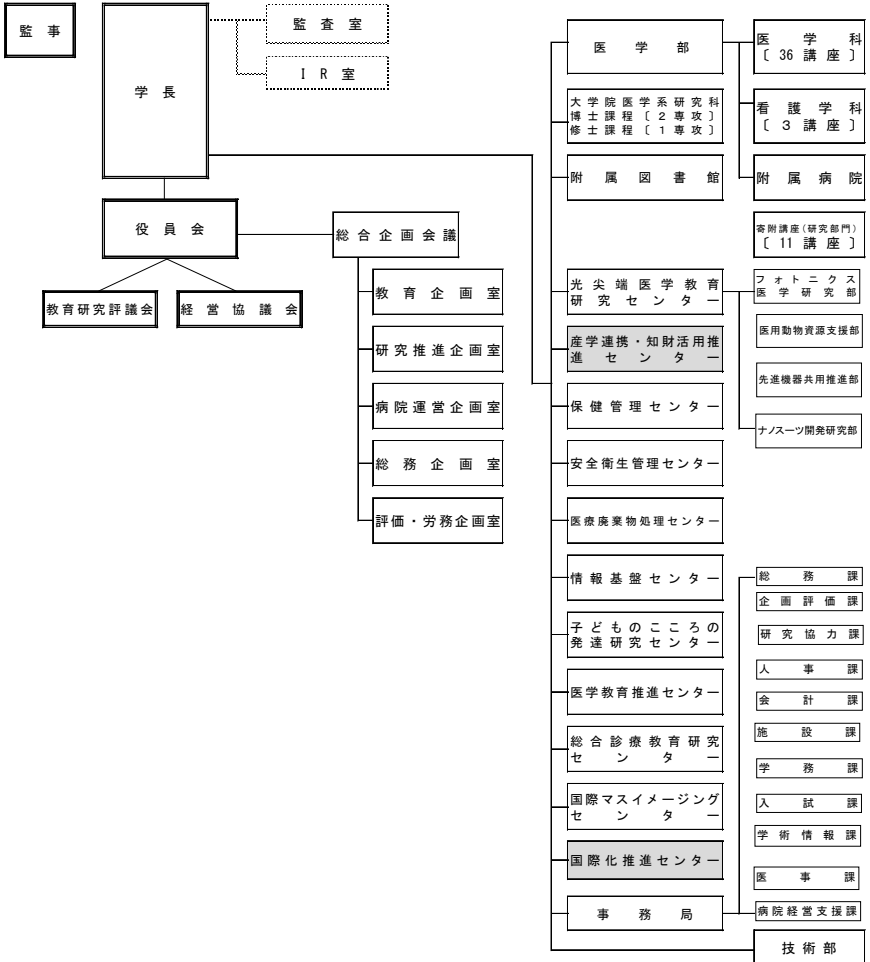 監事
学長
監査室
IR室
役員会
教育研究評議会
経営協議会
総合企画会議
教育企画室
研究推進企画室
病院運営企画室
総務企画室
評価・労務企画室
医学部
大学院医学系研究科
博士課程〔2専攻〕
修士課程〔1専攻〕
附属図書館
光尖端医学教育
研究センター
産学連携・知財活用推
進センター
保健管理センター
安全衛生管理センター
医療廃棄物処理センター
情報基盤センター
子どものこころの
発達研究センター
医学教育推進センター
総合診療教育研究
センター
国際マスイメージング
センター
国際化推進センター
事務局
医学科
〔36講座〕
看護学科
〔3講座〕
附属病院
寄附講座(研究部門)
〔11講座〕
フォトニクス
医学研究部
医用動物資源支援部
先進機器共用推進部
ナノスーツ開発研究部
総務課
企画評価課
研究協力課
人事課
会計課
施設課
学務課
入試課
学術情報課
医事課
病院経営支援課
技術部